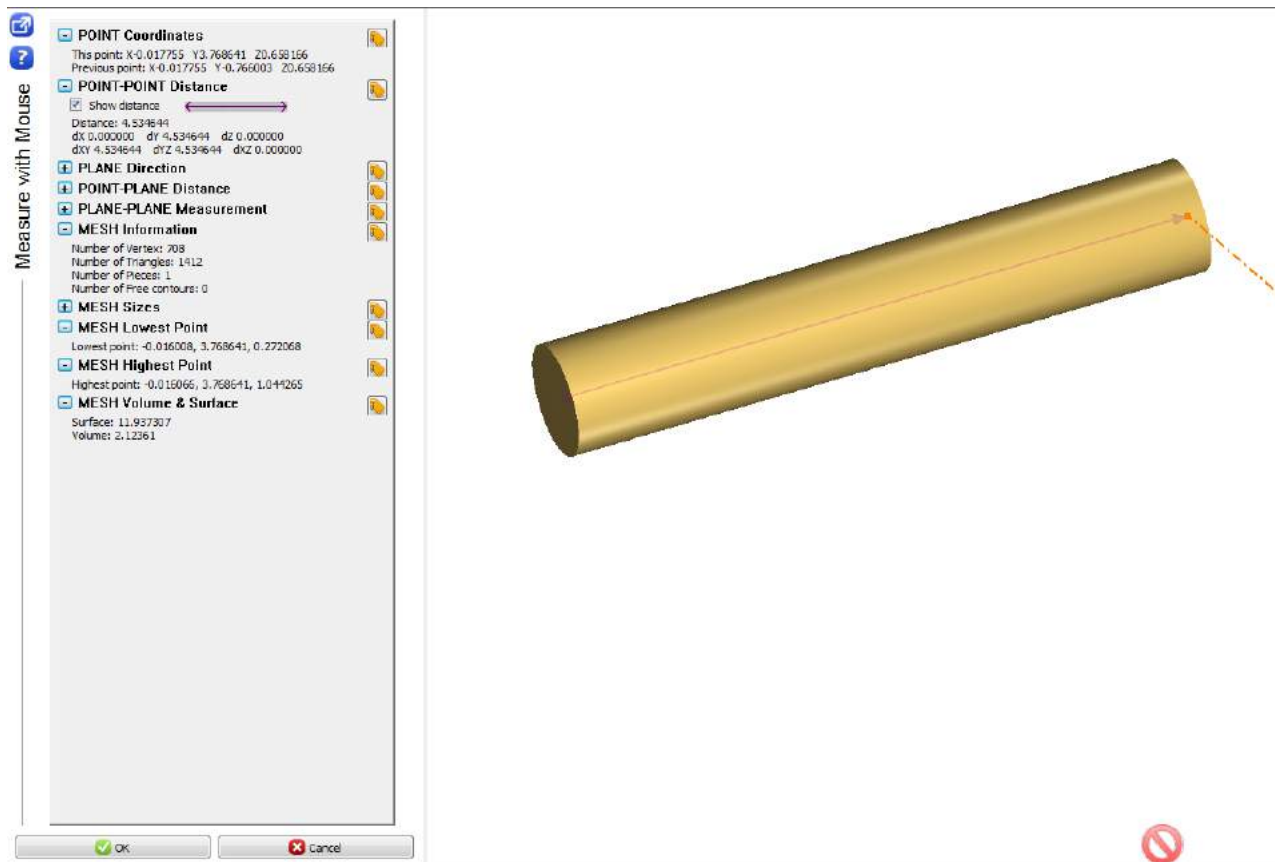 Measure with Mouse
POINT Coordinates
This point: X-0.017755 Y3.768641 Z0.658166
Previous point: X-0.017755 Y-0.766003 Z0.658166
POINT-POINT Distance
Show distance
Distance: 4.534644
dX 0.000000 dY 4.534644 dZ 0.000000
dXY 4.534644 dYZ 4.534644 dXZ 0.000000
PLANE Direction
POINT-PLANE Distance
PLANE-PLANE Measurement
MESH Information
Number of Vertex: 708
Number of Triangles: 1412
Number of Pieces: 1
Number of Free contours: 0
MESH Sizes
MESH Lowest Point
Lowest point: -0.016008, 3.768641, 0.272068
MESH Highest Point
Highest point: -0.016066, 3.768641, 1.044265
MESH Volume & Surface
Surface: 11.937307
Volume: 2.12361
OK Cancel